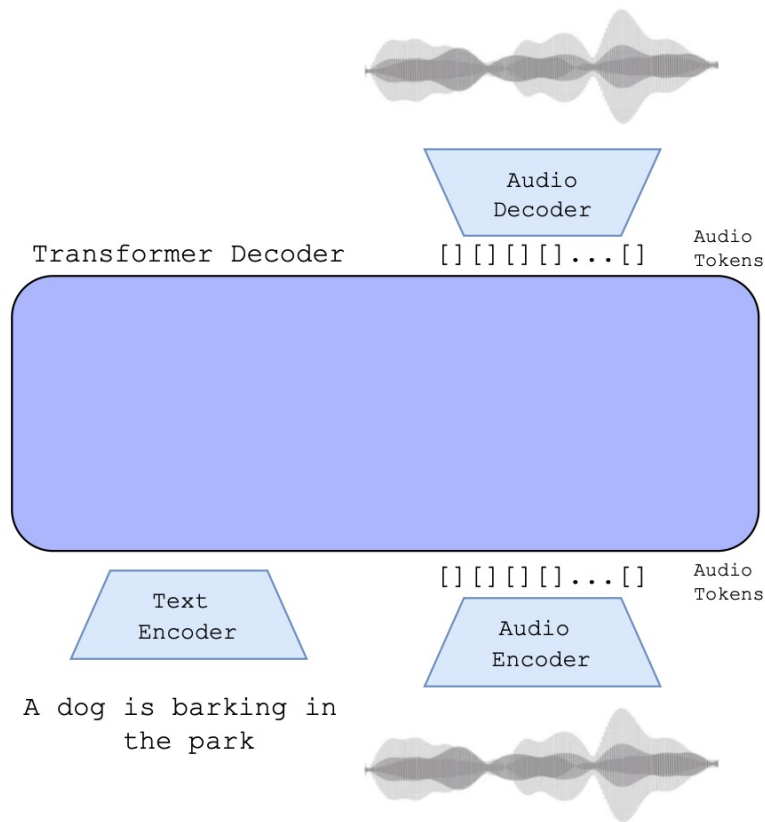 Audio
Decoder
Transformer Decoder
[][][][]...[]
Audio
Tokens
[][][][]...[]
Audio
Tokens
Text
Encoder
Audio
Encoder
A dog is barking in
the park